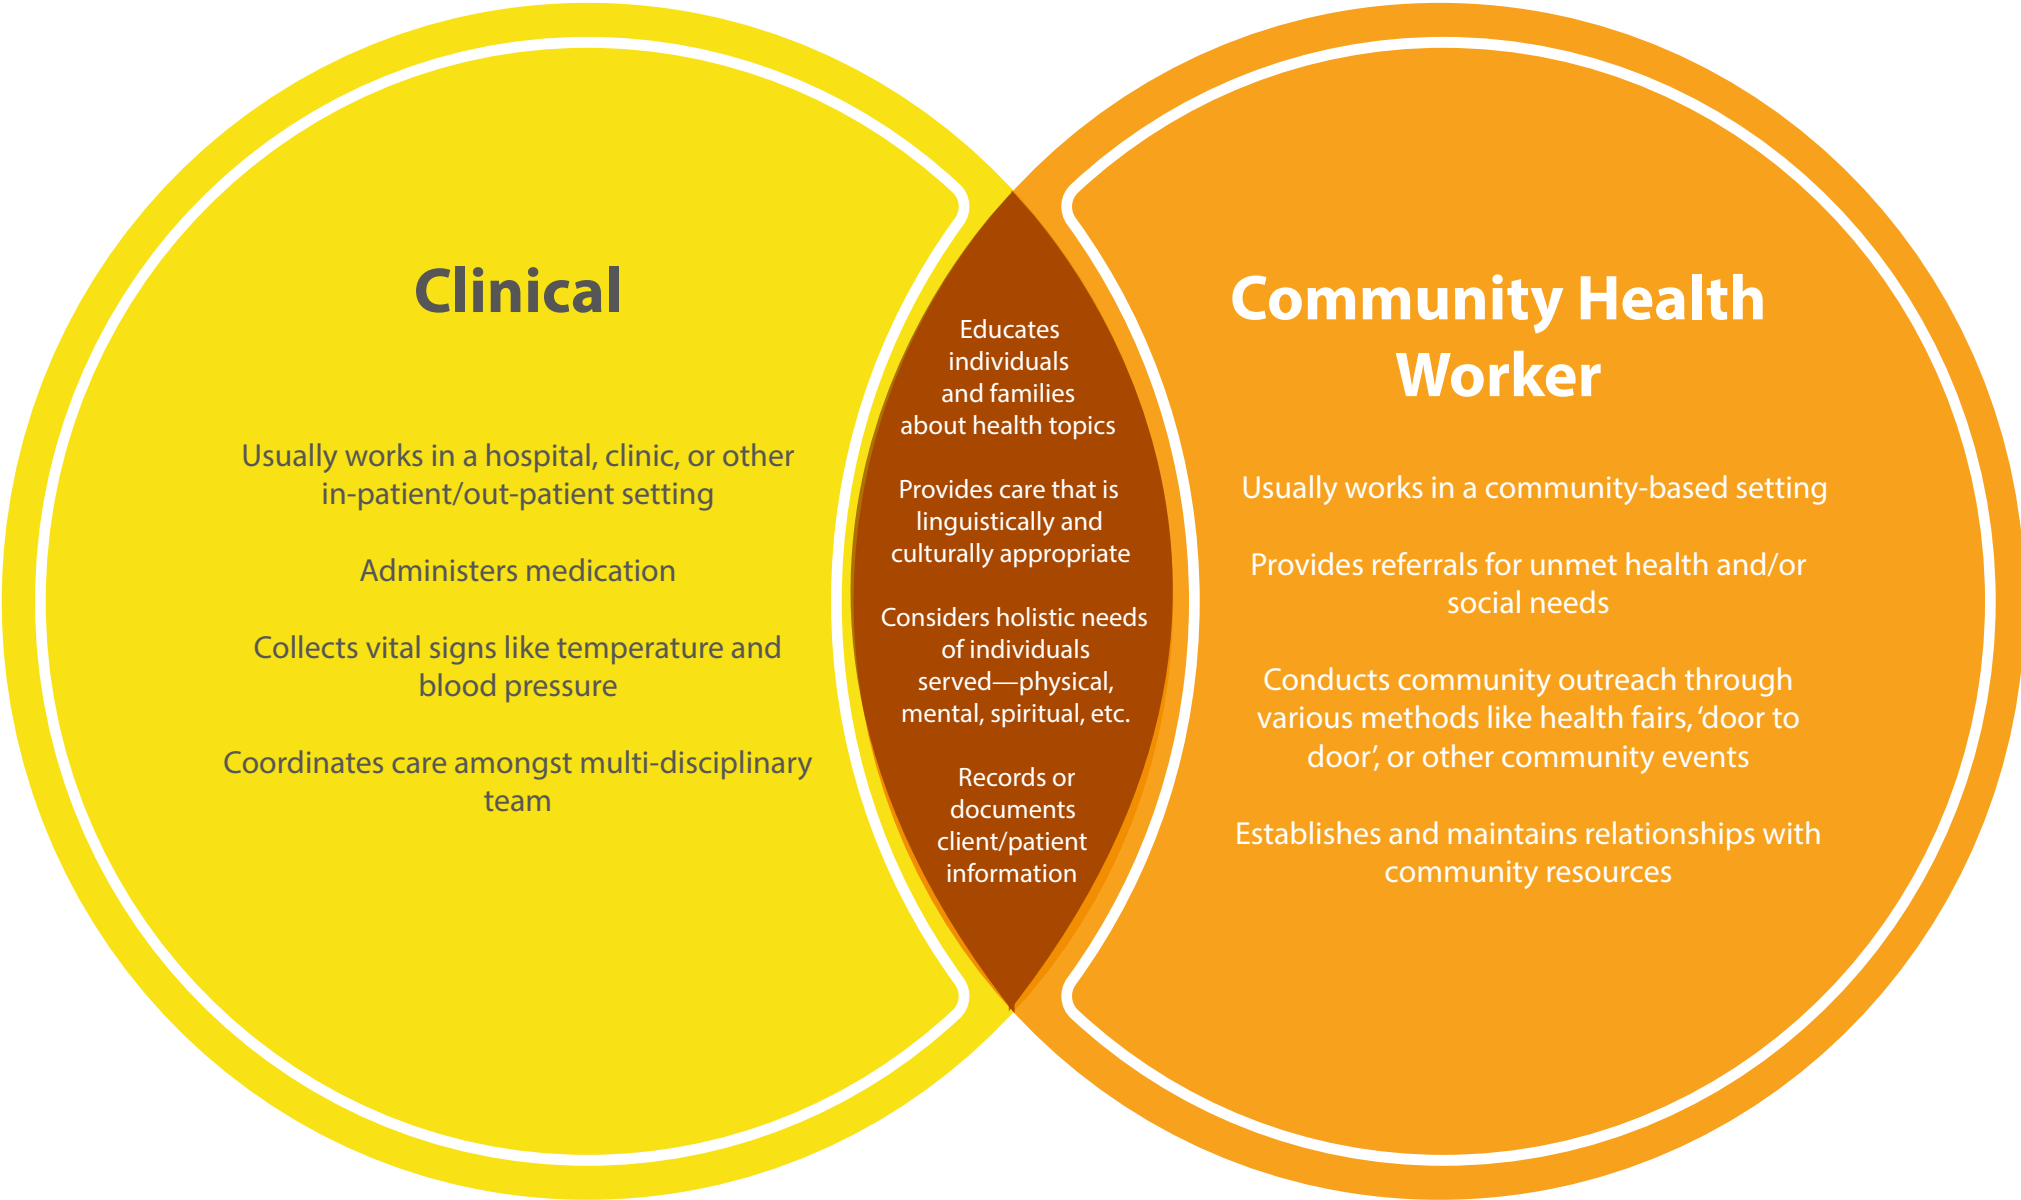 Clinical
Usually works in a hospital, clinic, or other
in-patient/out-patient setting
Administers medication
Collects vital signs like temperature and
blood pressure
Coordinates care amongst multi-disciplinary
team
Educates
individuals
and families
about health topics
Provides care that is
linguistically and
culturally appropriate
Considers holistic needs
of individuals
served—physical,
mental, spiritual, etc.
Records or
documents
client/patient
information
Community Health
Worker
Usually works in a community-based setting
Provides referrals for unmet health and/or
social needs
Conducts community outreach through
various methods like health fairs, ‘door to
door’, or other community events
Establishes and maintains relationships with
community resources